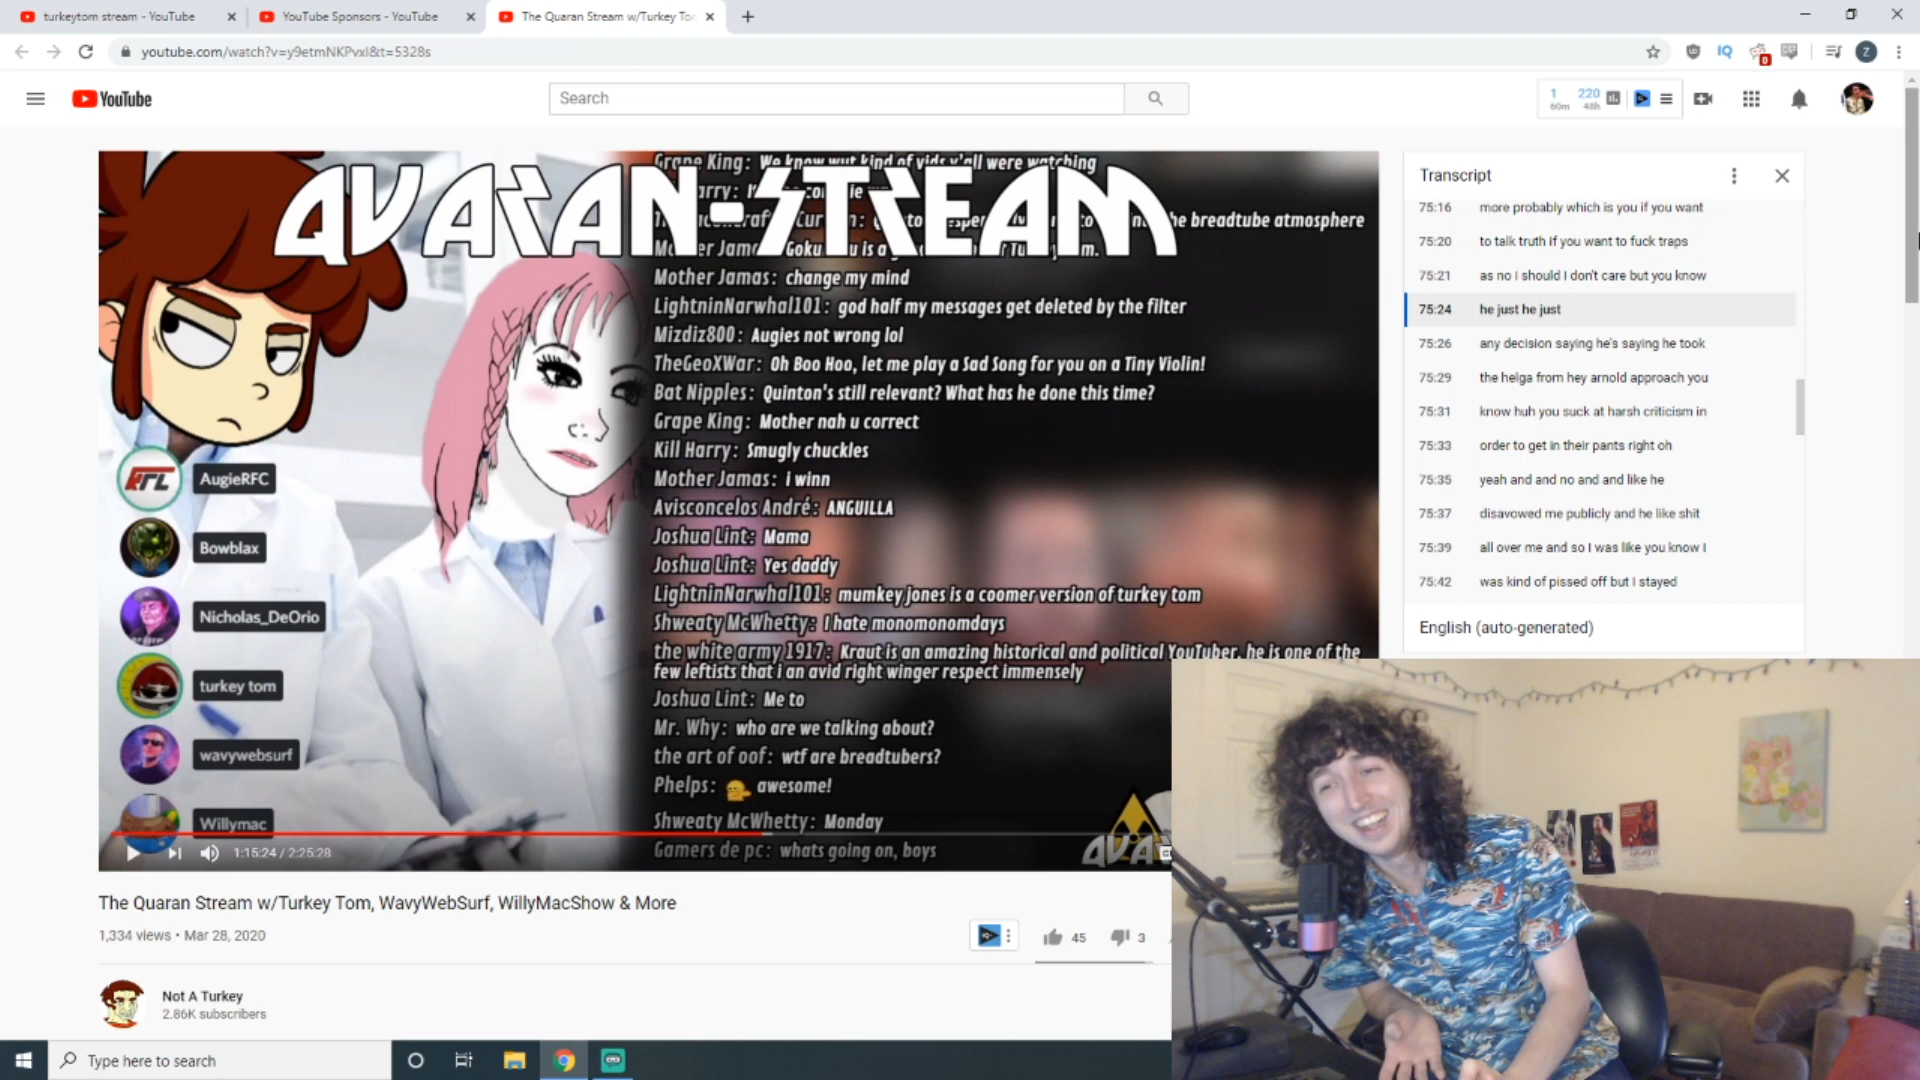 turkeytom stream - YouTube
YouTube Sponsors - YouTube
The Quaran Stream w/Turkey To
youtube.com/watch?v=y9etmNKPvxI&t=5328s
IQ
0
Z
YouTube
Search
1
60m
220
48h
QUARAN-STREAM
Grape King: We know wut kind of vids y'all were watching
he breadtube atmosphere
Mother Jamas: change my mind
LightninNarwhal101: god half my messages get deleted by the filter
Mizdiz800: Augies not wrong lol
TheGeoXWar: Oh Boo Hoo, let me play a Sad Song for you on a Tiny Violin!
Bat Nipples: Quinton's still relevant? What has he done this time?
Grape King: Mother nah u correct
Kill Harry: Smugly chuckles
Mother Jamas: i winn
Avisconcelos André: ANGUILLA
Joshua Lint: Mama
Joshua Lint: Yes daddy
LightninNarwhal101: mumkey jones is a coomer version of turkey tom
Shweaty McWhetty: I hate monomonomdays
the white army 1917: Kraut is an amazing historical and political YouTuber, he is one of the
few leftists that i an avid right winger respect immensely
Joshua Lint: Me to
Mr. Why: who are we talking about?
the art of oof: wtf are breadtubers?
Phelps: awesome!
Shweaty McWhetty: Monday
Gamers de pc: whats going on, boys
RFL
AugieRFC
Bowblax
Nicholas_DeOrio
turkey tom
wavywebsurf
Willymac
1:15:24 / 2:25:28
Transcript
75:16 more probably which is you if you want
75:20 to talk truth if you want to fuck traps
75:21 as no I should I don't care but you know
75:24 he just he just
75:26 any decision saying he's saying he took
75:29 the helga from hey arnold approach you
75:31 know huh you suck at harsh criticism in
75:33 order to get in their pants right oh
75:35 yeah and and no and and like he
75:37 disavowed me publicly and he like shit
75:39 all over me and so I was like you know I
75:42 was kind of pissed off but I stayed
English (auto-generated)
The Quaran Stream w/Turkey Tom, WavyWebSurf, WillyMacShow & More
1,334 views • Mar 28, 2020
45
3
Not A Turkey
2.86K subscribers
Type here to search